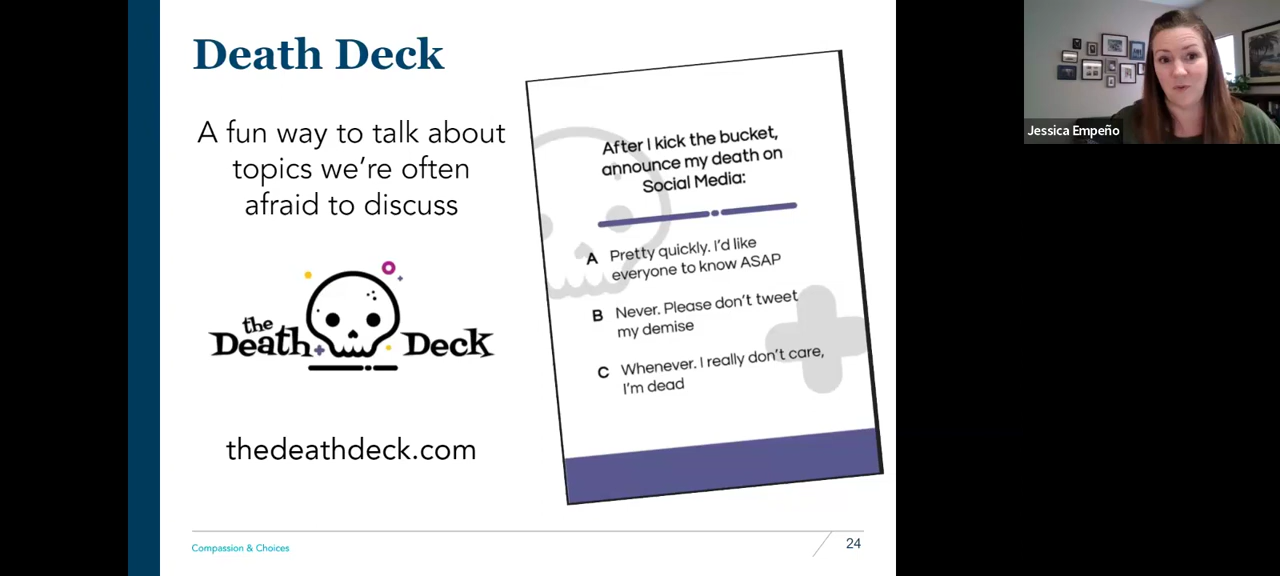 Death Deck
A fun way to talk about
topics we're often
afraid to discuss
the
Death Deck
thedeathdeck.com
After I kick the bucket,
announce my death on
Social Media:
A Pretty quickly. I'd like
everyone to know ASAP
B Never. Please don't tweet
my demise
C Whenever. I really don't care,
I'm dead
Compassion & Choices
24
Jessica Empeño